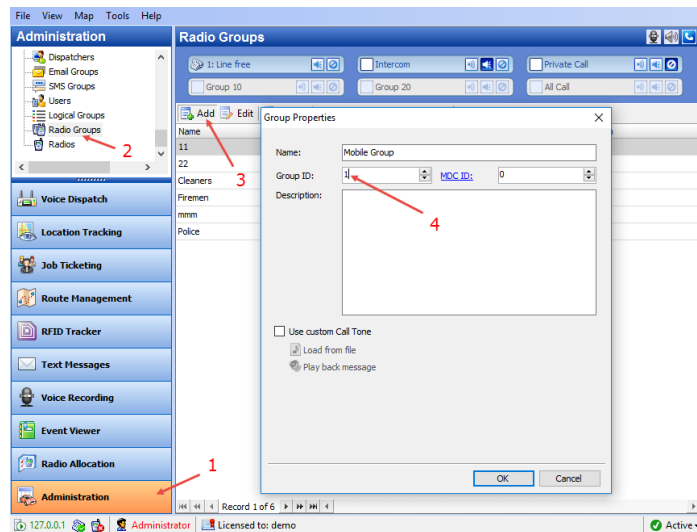 File View Map Tools Help
Administration
Radio Groups
Dispatchers
Email Groups
SMS Groups
Users
Logical Groups
Radio Groups
Radios
2
1: Line free
Intercom
Private Call
Group 10
Group 20
All Call
Add Edit
3
Name
11
22
Cleaners
Firemen
mmm
Police
Group Properties
Name: Mobile Group
Group ID: 1 MDC ID: 0
4
Description:
Use custom Call Tone
Load from file
Play back message
OK Cancel
Voice Dispatch
Location Tracking
Job Ticketing
Route Management
RFID Tracker
Text Messages
Voice Recording
Event Viewer
Radio Allocation
Administration
1
Record 1 of 6
127.0.0.1 Administrator Licensed to: demo Active